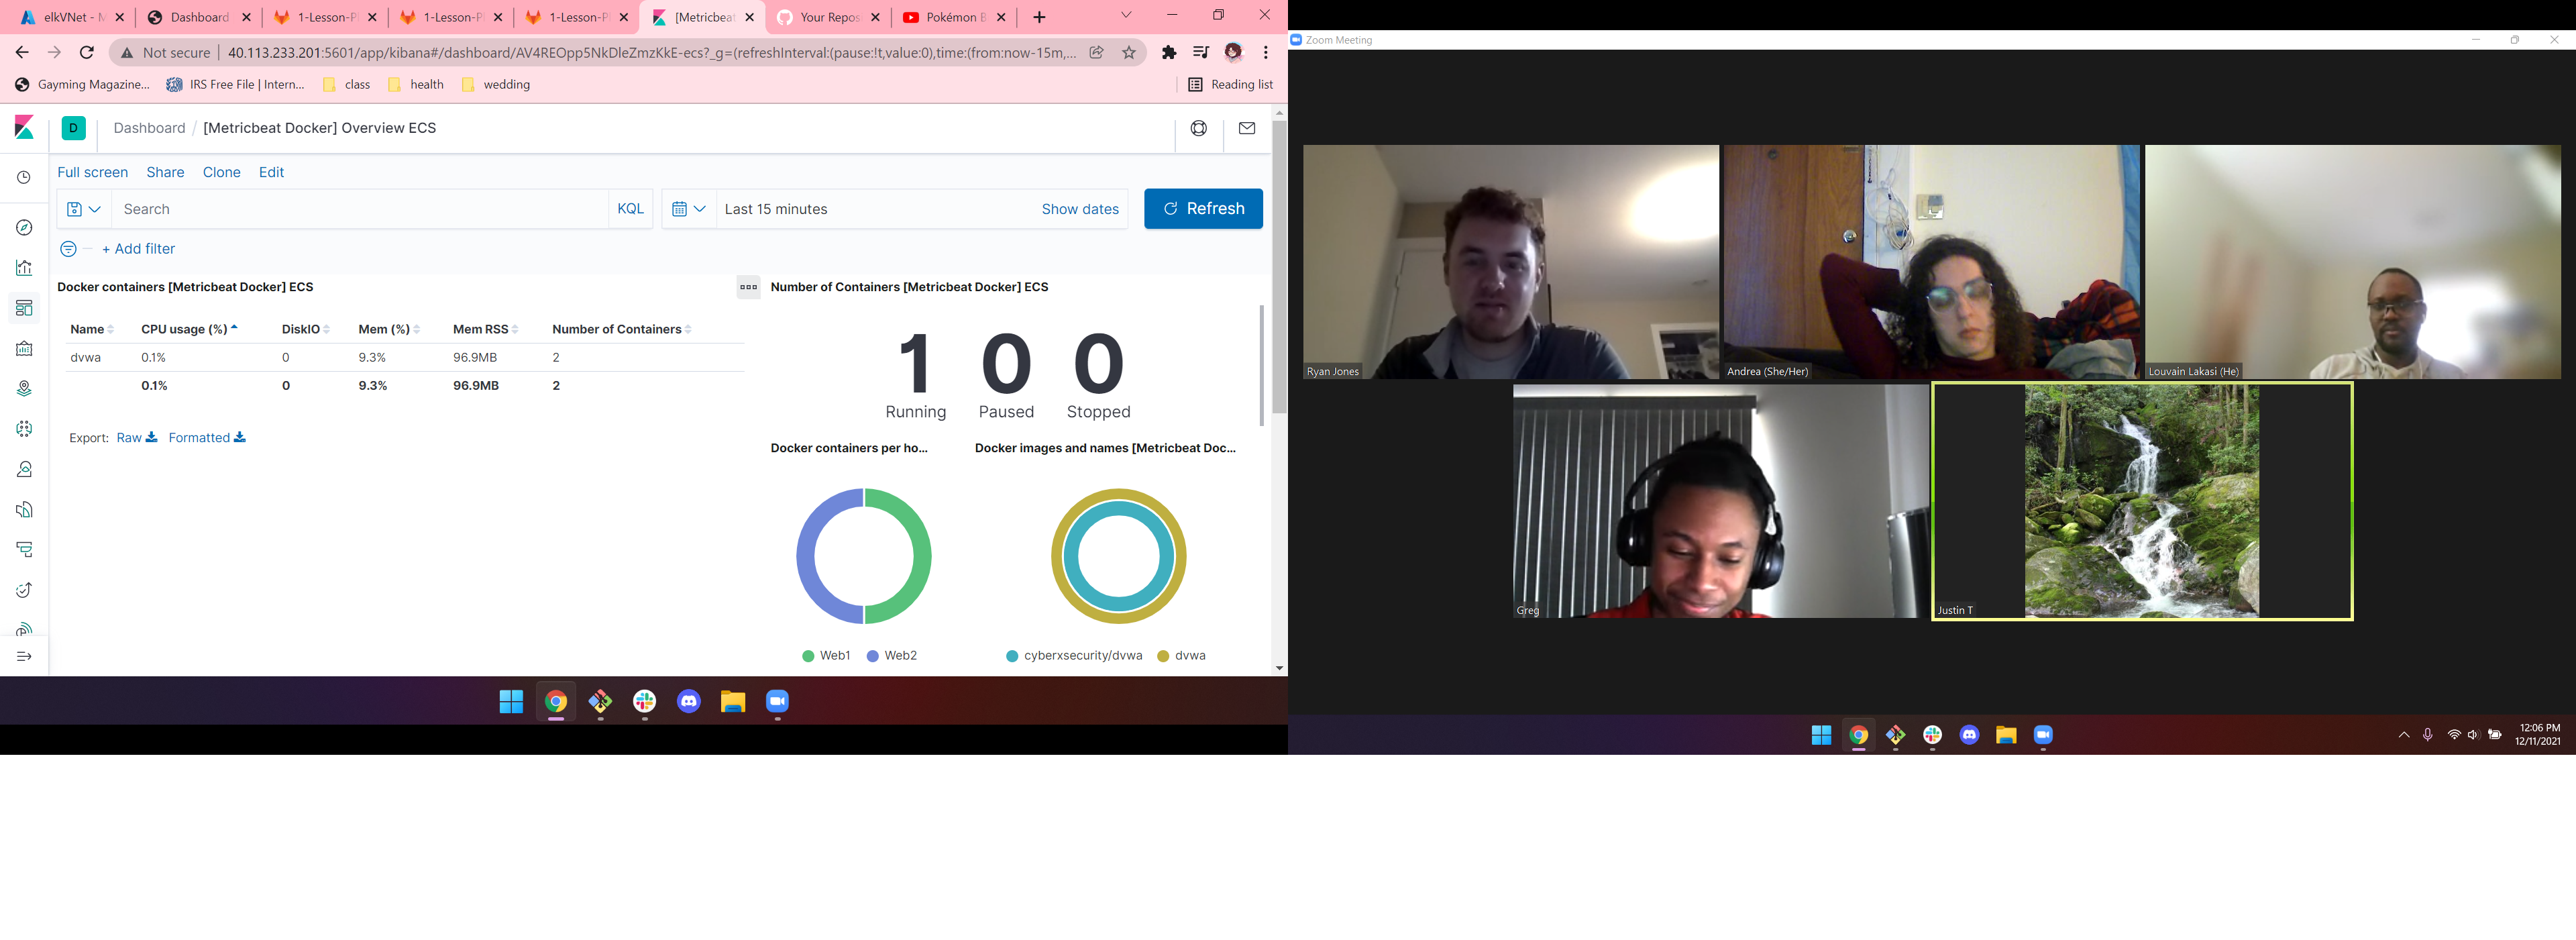 elkVNet - M
Dashboard
1-Lesson-Pl
1-Lesson-Pl
1-Lesson-Pl
[Metricbeat
Your Repos
Pokémon B
Not secure
40.113.233.201:5601/app/kibana#/dashboard/AV4REOpp5NkDleZmzKkE-ecs?_g=(refreshInterval:(pause:!t,value:0),time:(from:now-15m,...
Gayming Magazine...
IRS Free File | Intern...
class
health
wedding
Reading list
D
Dashboard / [Metricbeat Docker] Overview ECS
Full screen Share Clone Edit
Search
KQL
Last 15 minutes
Show dates
Refresh
+ Add filter
Docker containers [Metricbeat Docker] ECS
Name CPU usage (%) DiskIO Mem (%) Mem RSS Number of Containers
dvwa 0.1% 0 9.3% 96.9MB 2
0.1% 0 9.3% 96.9MB 2
Export: Raw Formatted
Number of Containers [Metricbeat Docker] ECS
1 0 0
Running Paused Stopped
Docker containers per ho...
Docker images and names [Metricbeat Doc...
Web1 Web2
cyberxsecurity/dvwa dvwa
Zoom Meeting
Ryan Jones
Andrea (She/Her)
Louvain Lakasi (He)
Greg
Justin T
12:06 PM
12/11/2021